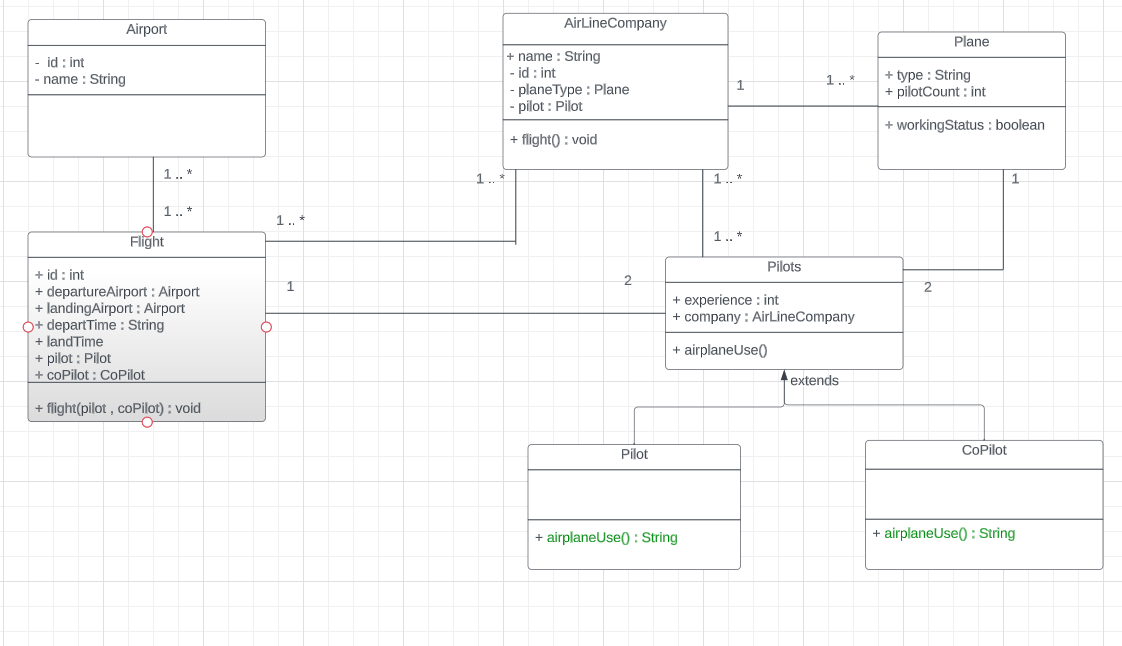 Airport
- id : int
- name : String
1 .. *
1 .. *
AirLineCompany
+ name : String
- id : int
- planeType : Plane
- pilot : Pilot
+ flight() : void
1
1 .. *
Plane
+ type : String
+ pilotCount : int
+ workingStatus : boolean
1 .. *
1 .. *
1
1 .. *
1 .. *
Flight
+ id : int
+ departureAirport : Airport
+ landingAirport : Airport
+ departTime : String
+ landTime
+ pilot : Pilot
+ coPilot : CoPilot
+ flight(pilot , coPilot) : void
1
2
Pilots
+ experience : int
+ company : AirLineCompany
+ airplaneUse()
2
extends
Pilot
+ airplaneUse() : String
CoPilot
+ airplaneUse() : String